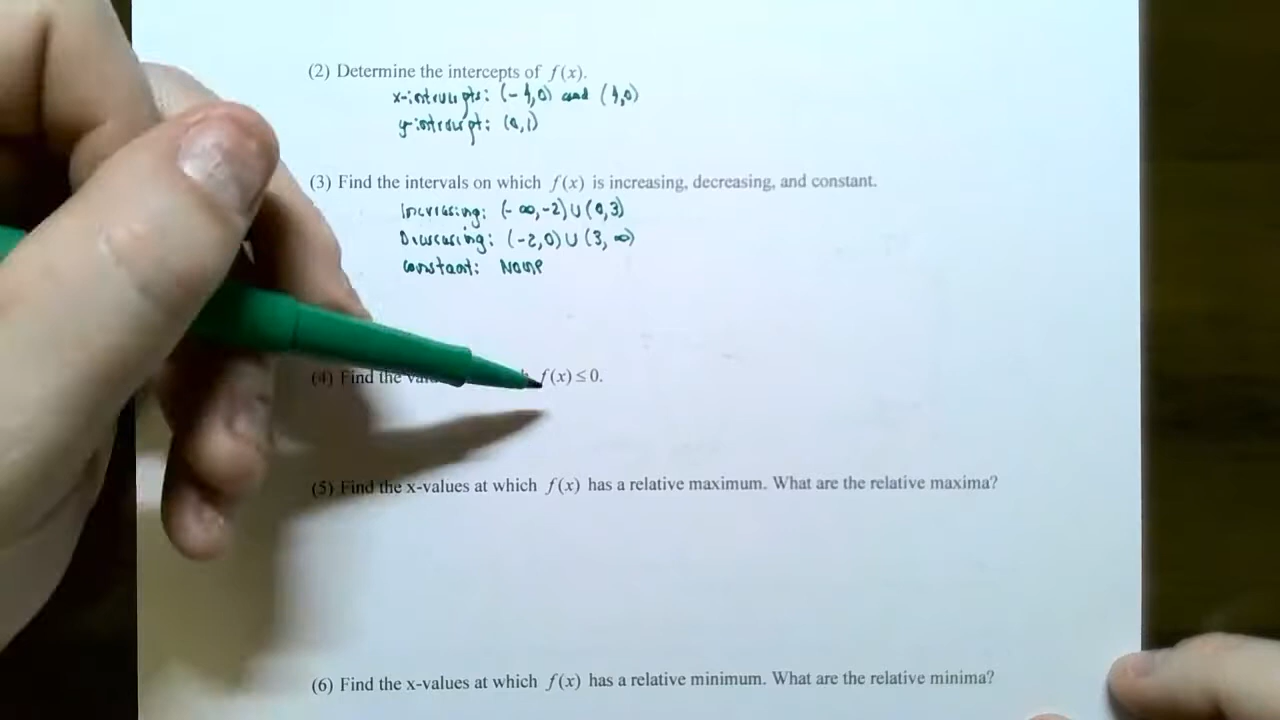 (2) Determine the intercepts of f(x).
x-intercepts: (-4,0) and (4,0)
y-intercept: (0,1)
(3) Find the intervals on which f(x) is increasing, decreasing, and constant.
Increasing: (-∞,-2)∪(0,3)
Decreasing: (-2,0)∪(3,∞)
constant: None
(4) Find the f(x) ≤ 0.
(5) Find the x-values at which f(x) has a relative maximum. What are the relative maxima?
(6) Find the x-values at which f(x) has a relative minimum. What are the relative minima?